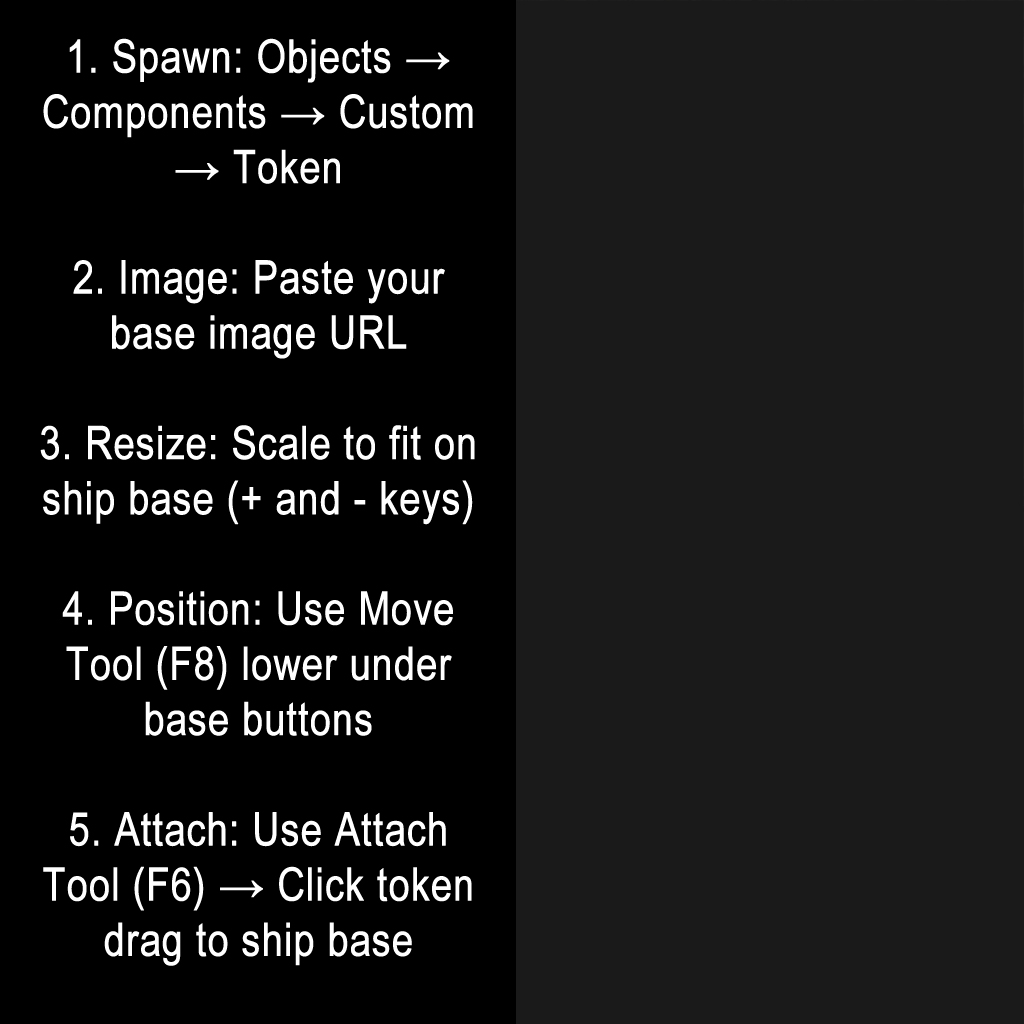 1. Spawn: Objects →
Components → Custom
→ Token
2. Image: Paste your
base image URL
3. Resize: Scale to fit on
ship base (+ and - keys)
4. Position: Use Move
Tool (F8) lower under
base buttons
5. Attach: Use Attach
Tool (F6) → Click token
drag to ship base